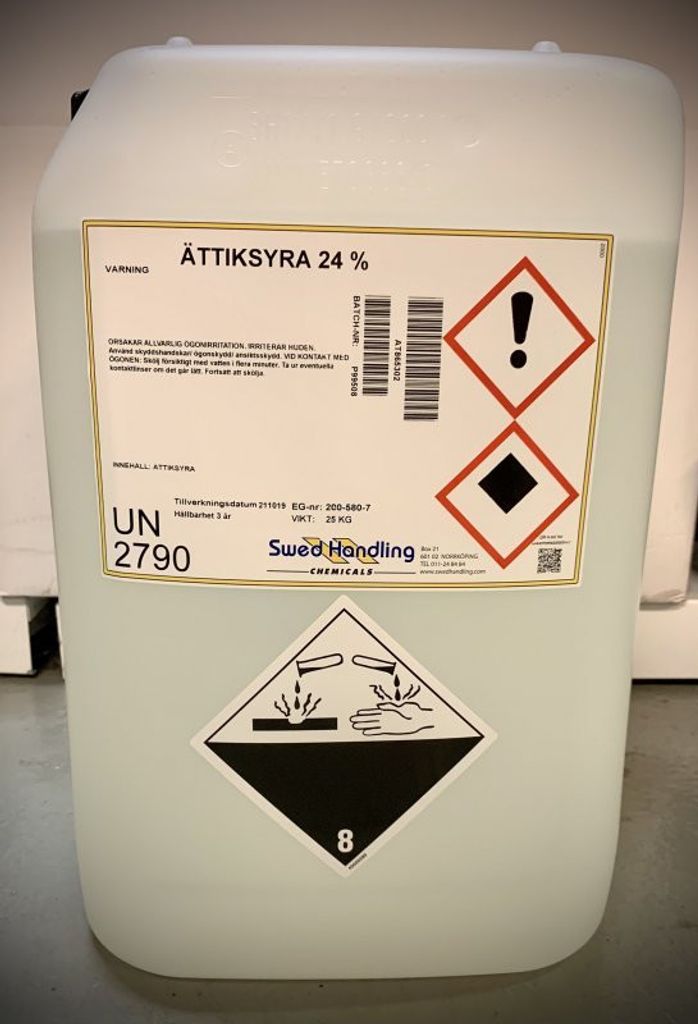 ÄTTIKSYRA 24 %
VARNING
BATCH-NR: P99508
AT865302
ORSAKAR ALLVARLIG ÖGONIRRITATION. IRRITERAR HUDEN.
Använd skyddshandskar/ ögonskydd/ ansiktsskydd. VID KONTAKT MED
ÖGONEN: Skölj försiktigt med vatten i flera minuter. Ta ur eventuella
kontaktlinser om det går lätt. Fortsätt att skölja.
INNEHÅLL: ÄTTIKSYRA
Tillverkningsdatum 211019 EG-nr: 200-580-7
Hållbarhet 3 år VIKT: 25 KG
UN
2790
Swed Handling
CHEMICALS
Box 21
601 02 NORRKÖPING
TEL 011-24 84 84
www.swedhandling.com
8